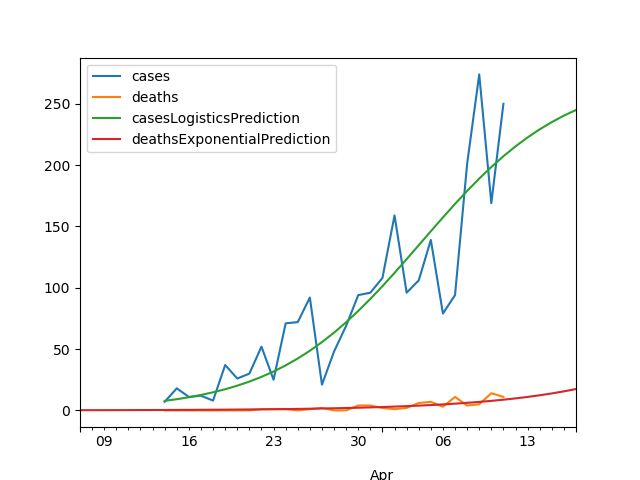 cases
deaths
casesLogisticsPrediction
deathsExponentialPrediction
250
200
150
100
50
0
09 16 23 30 06 13
Apr